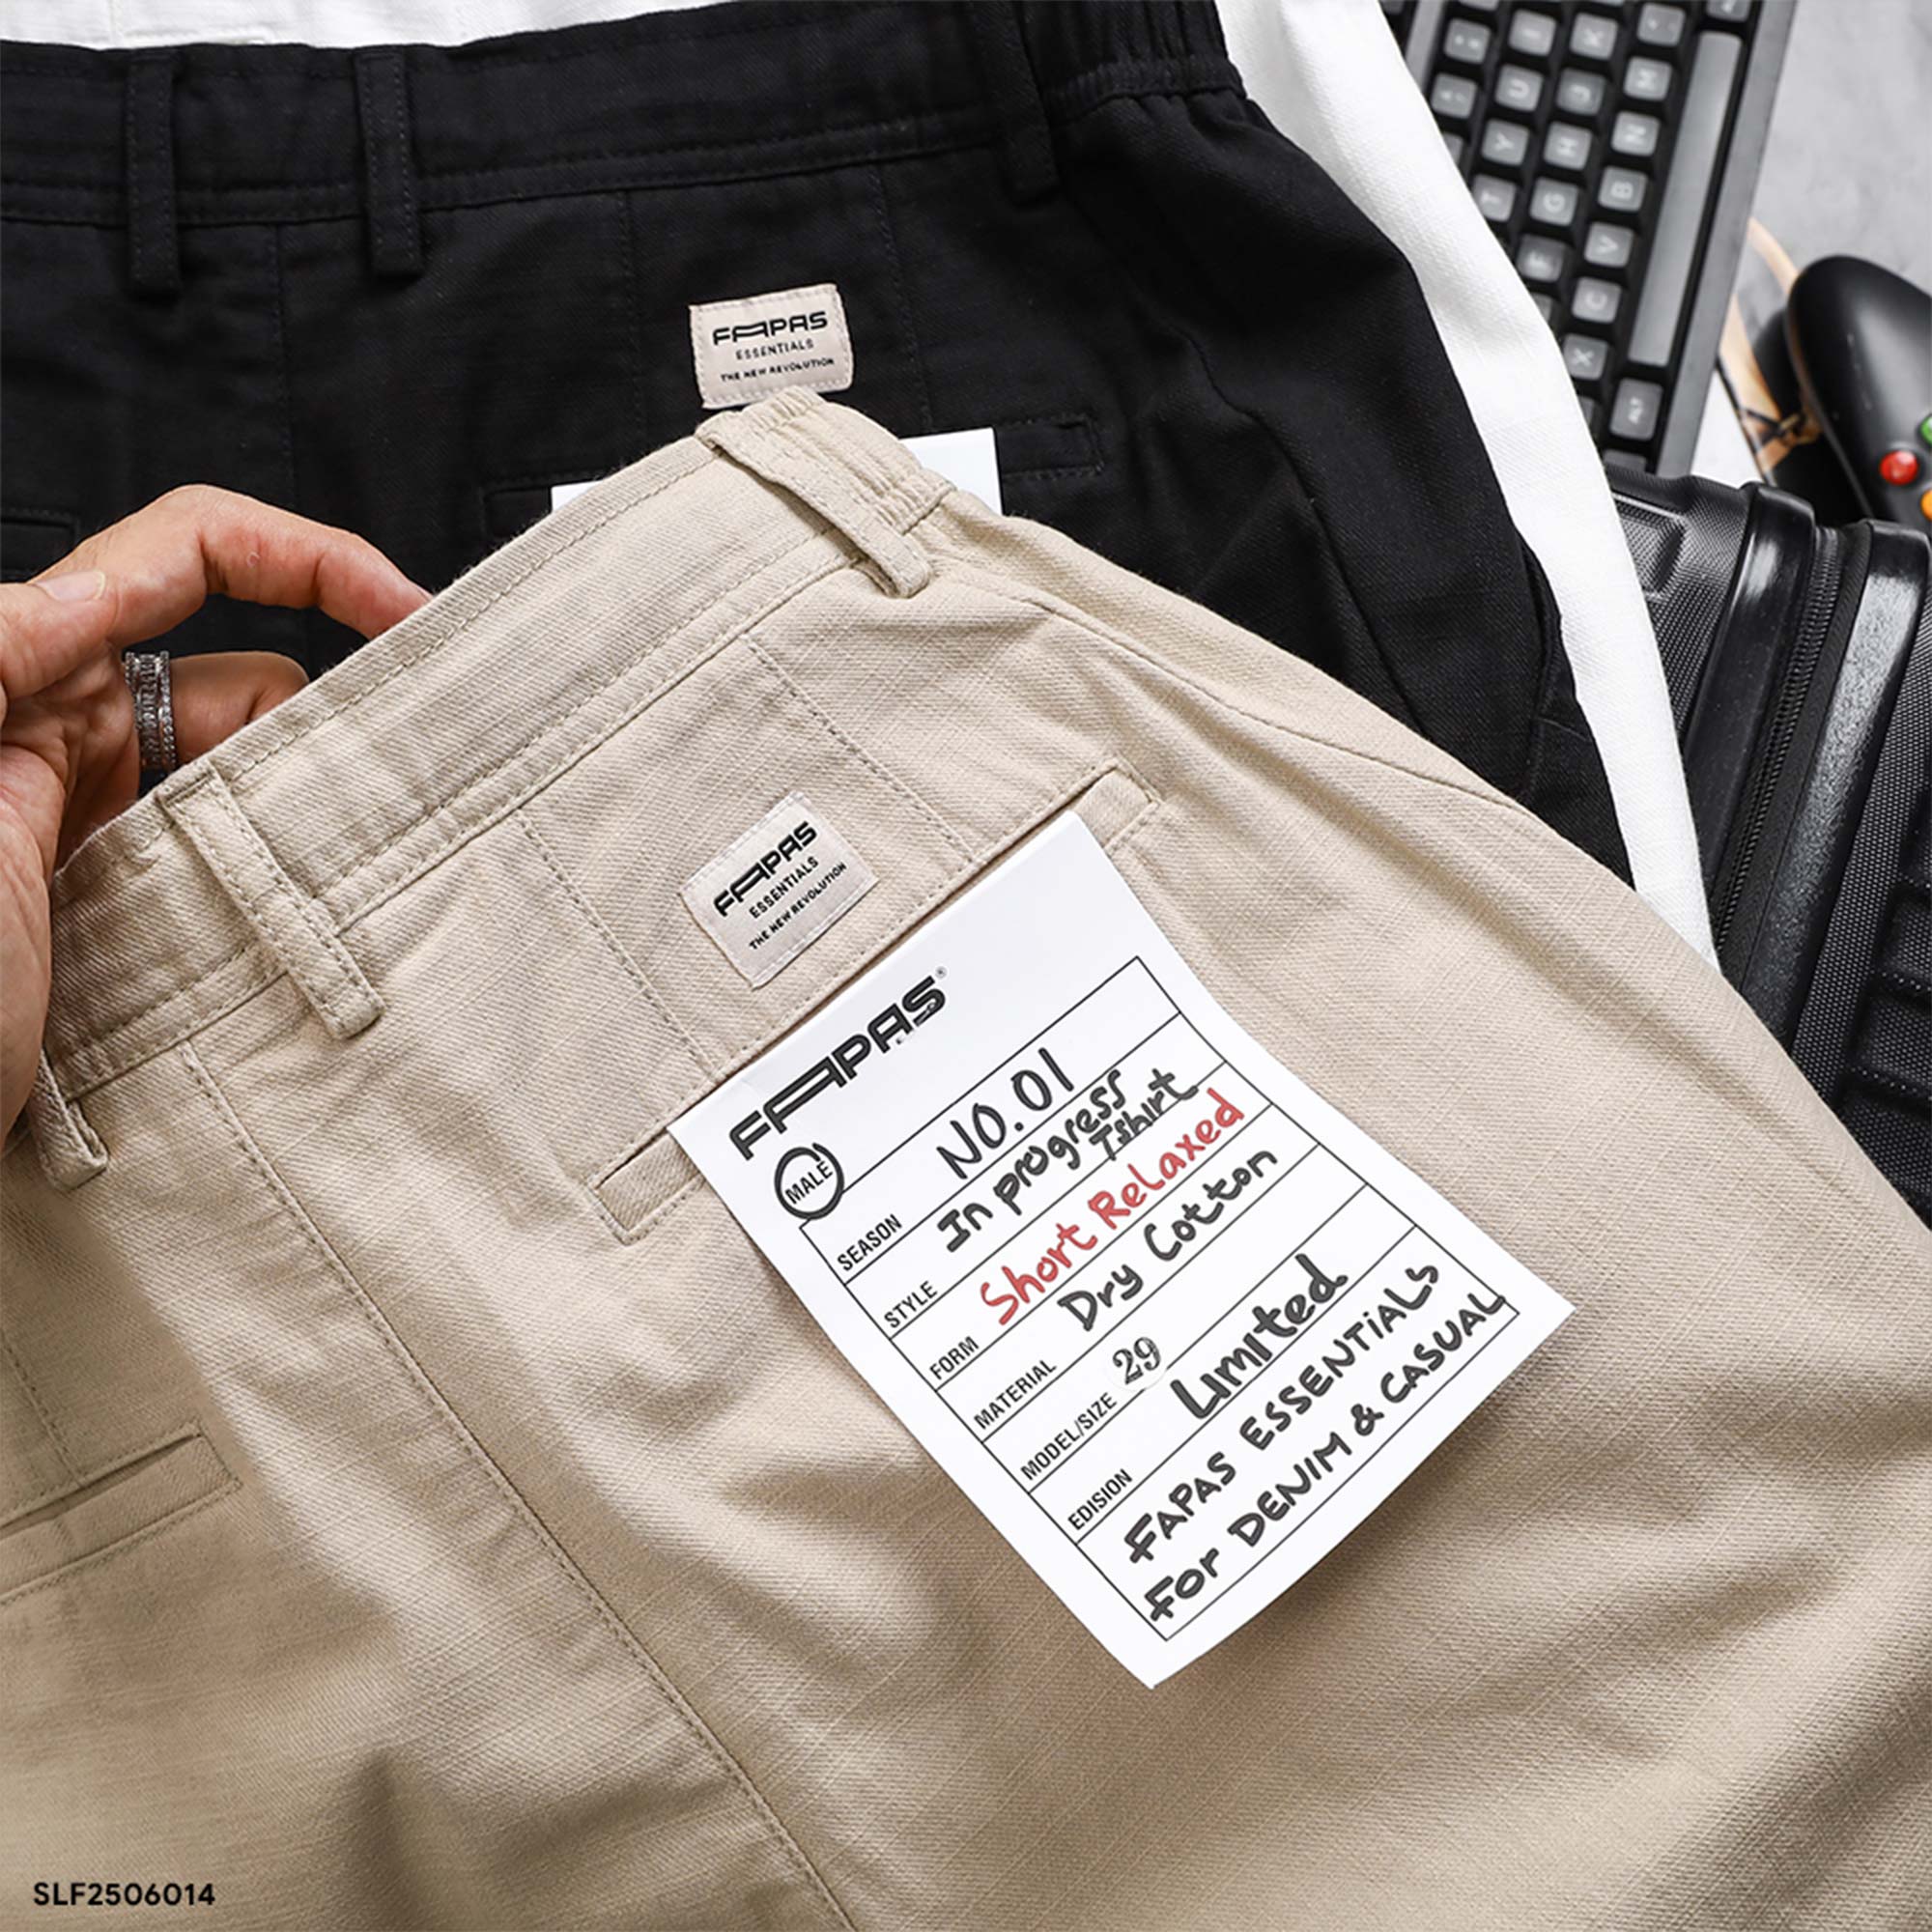 FAPAS
ESSENTIALS
THE NEW REVOLUTION
FAPAS
ESSENTIALS
THE NEW REVOLUTION
FAPAS®
MALE
NO.01
SEASON In progress
Tshirt
STYLE Short Relaxed
FORM Dry Cotton
MATERIAL
MODEL/SIZE 29
EDISION Limited
FAPAS ESSENTIALS
FOR DENIM & CASUAL
SLF2506014